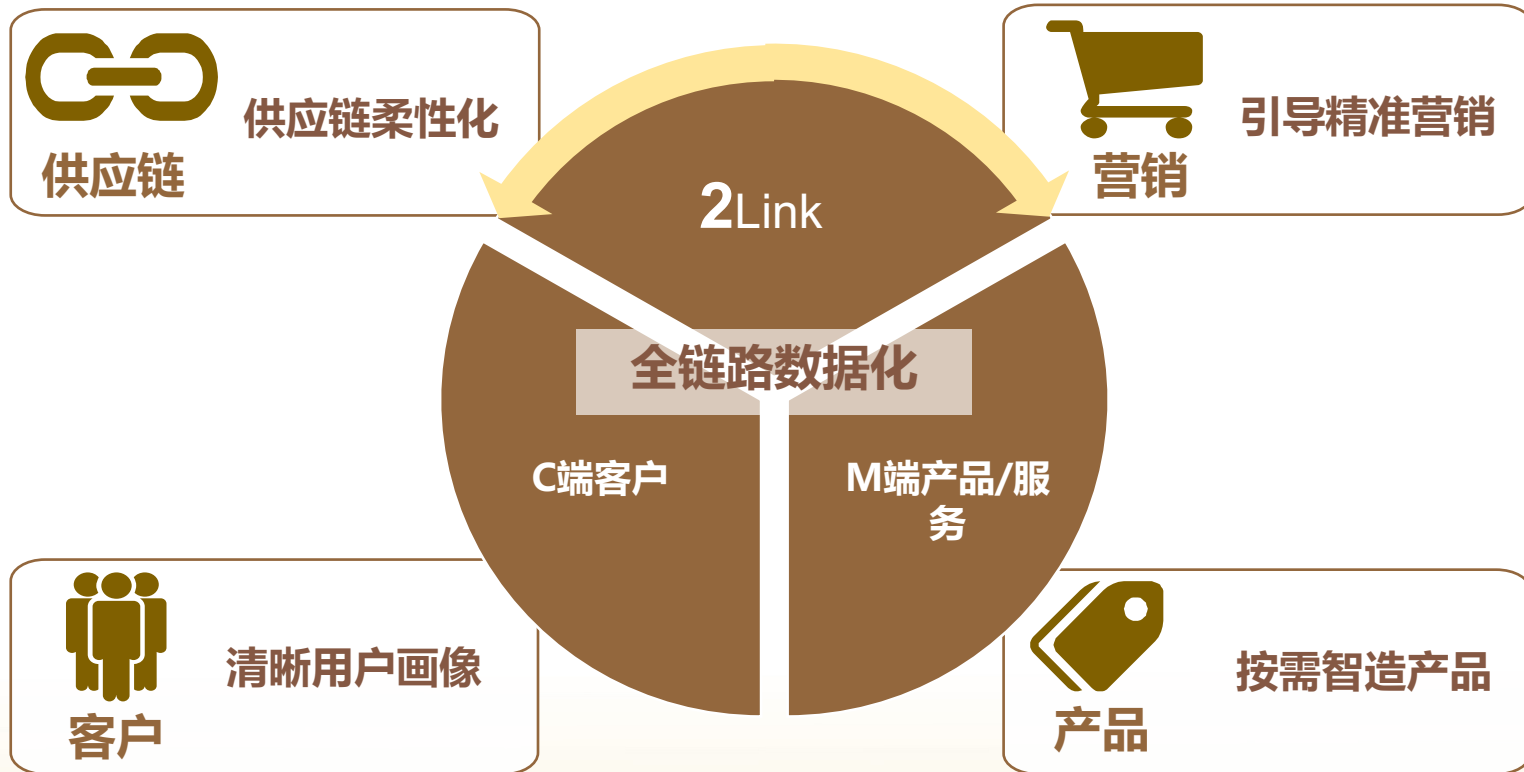 供应链柔性化
供应链
引导精准营销
营销
2Link
全链路数据化
C端客户
M端产品/服
务
清晰用户画像
客户
按需智造产品
产品